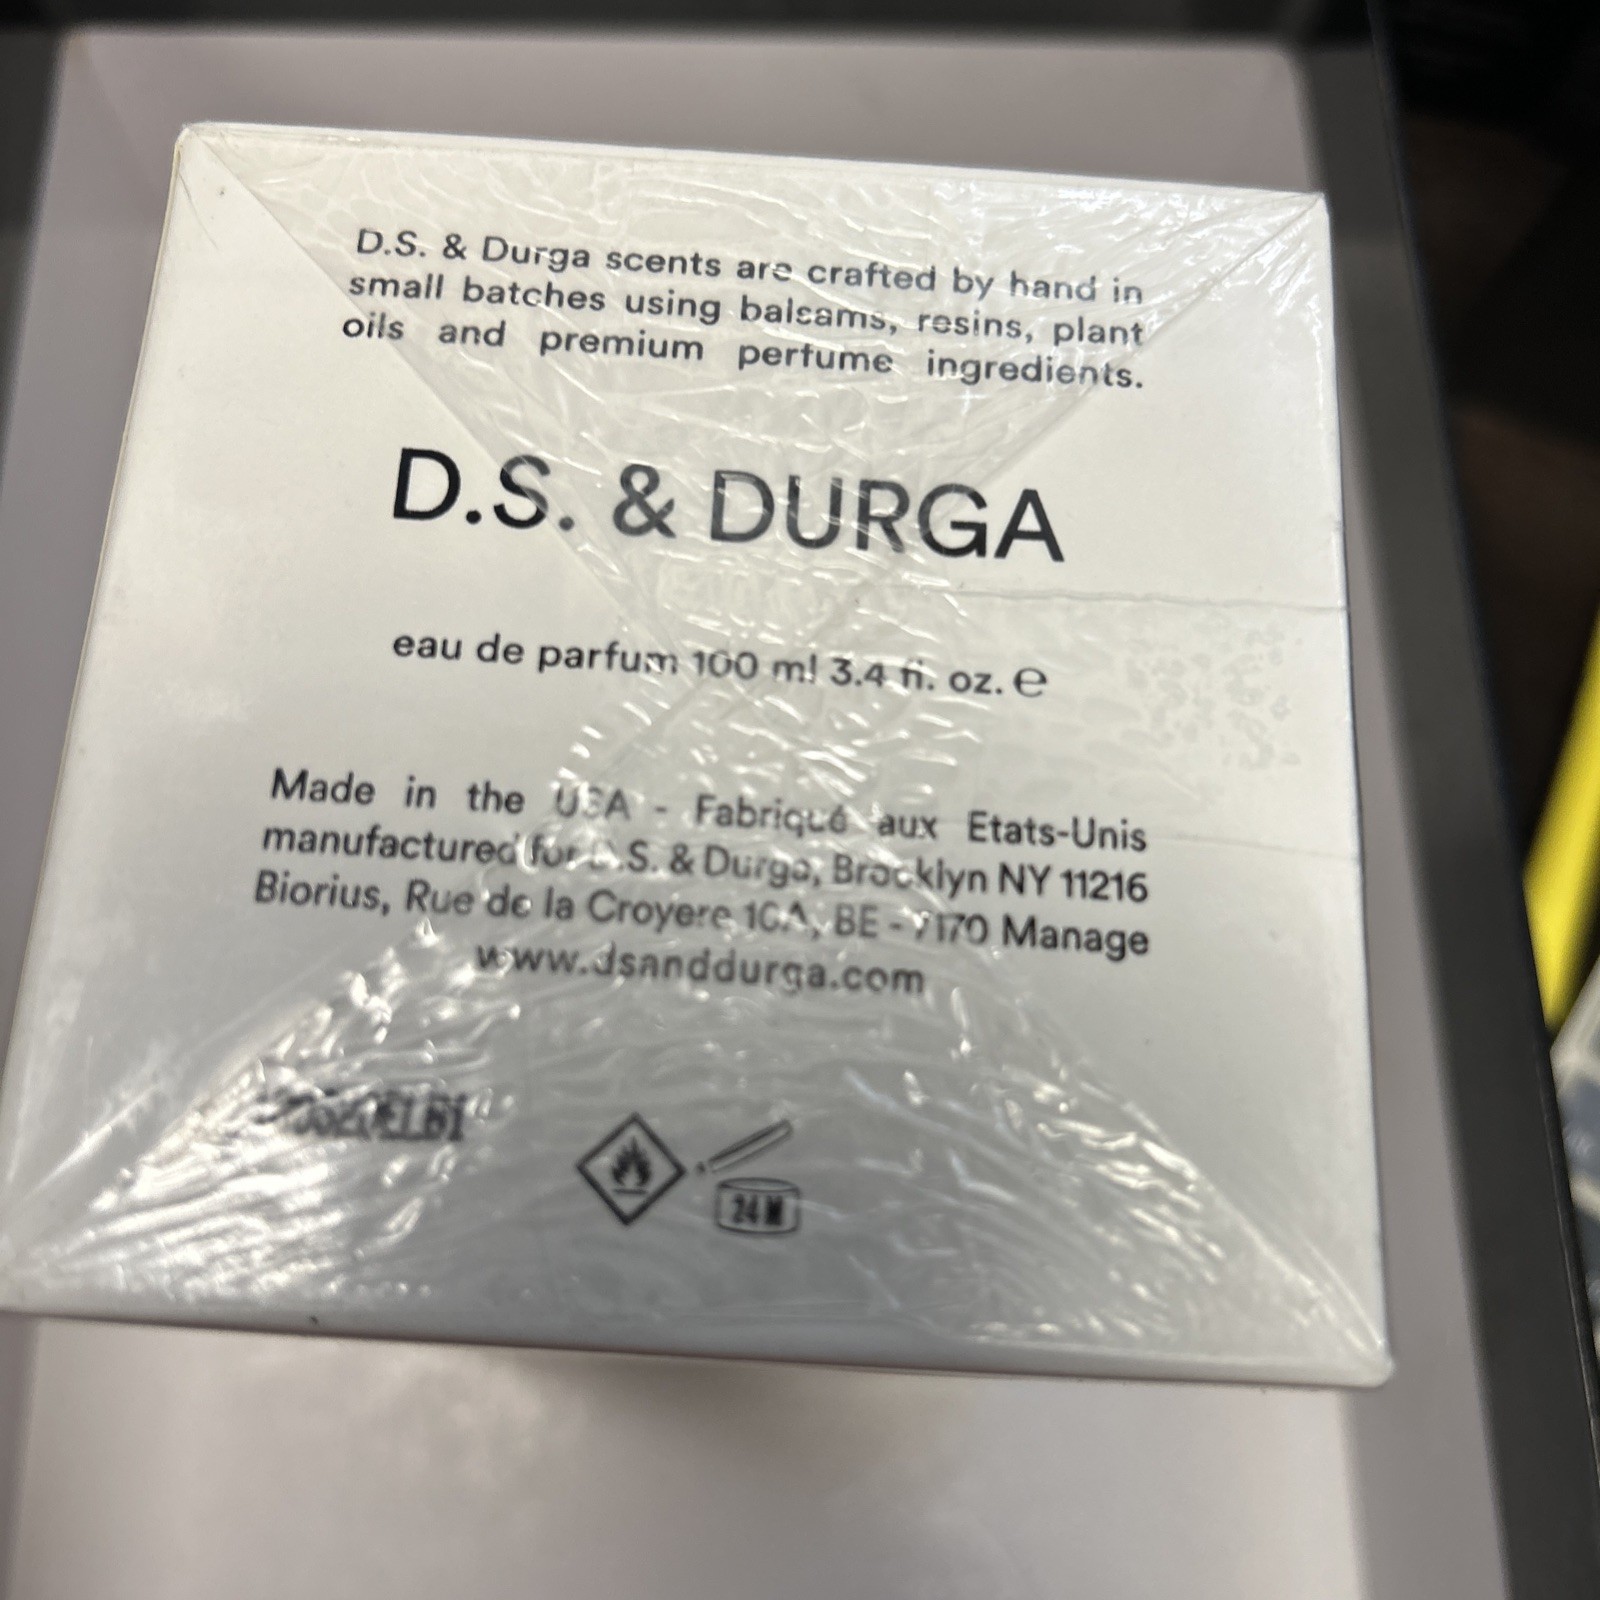 D.S. & Durga scents are crafted by hand in
small batches using balsams, resins, plant
oils and premium perfume ingredients.
D.S. & DURGA
eau de parfum 100 ml 3.4 fl. oz. ℮
Made in the USA - Fabriqué aux Etats-Unis
manufactured for D.S. & Durga, Brooklyn NY 11216
Biorius, Rue de la Croyere 10A, BE - 7170 Manage
www.dsanddurga.com
24 M